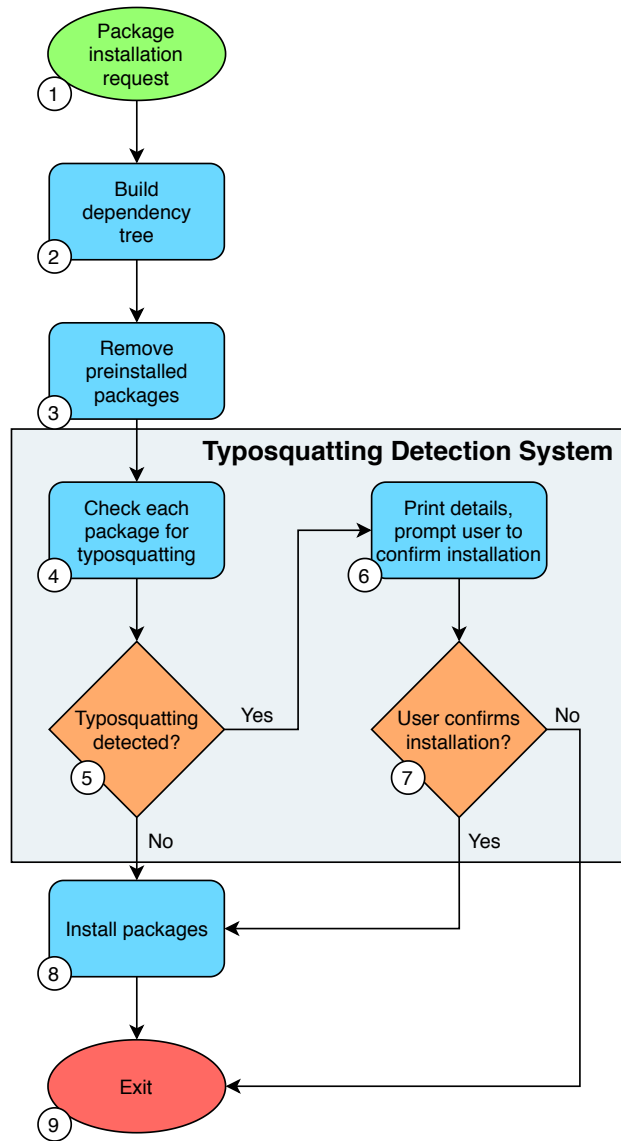 Package
installation
request
1
Build
dependency
tree
2
Remove
preinstalled
packages
3
Typosquatting Detection System
Check each
package for
typosquatting
4
Print details,
prompt user to
confirm installation
6
Typosquatting
detected?
5
Yes
User confirms
installation?
7
No
No
Yes
Install packages
8
Exit
9